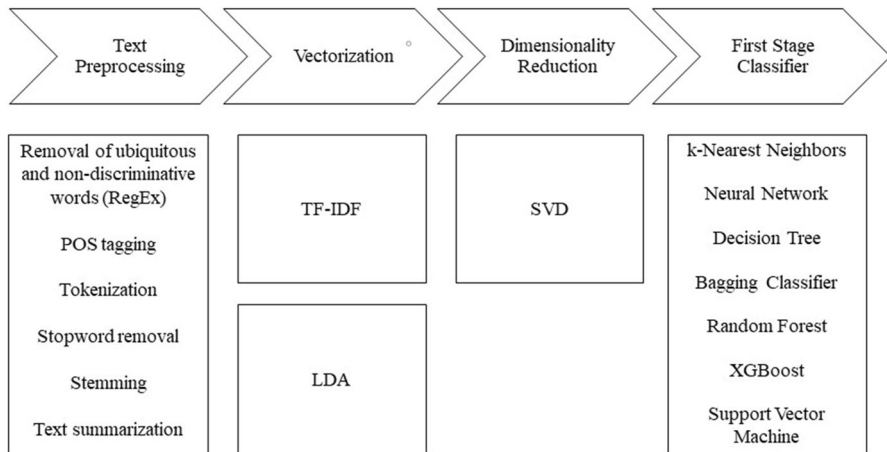 Text
Preprocessing
Vectorization
Dimensionality
Reduction
First Stage
Classifier
Removal of ubiquitous
and non-discriminative
words (RegEx)
POS tagging
Tokenization
Stopword removal
Stemming
Text summarization
TF-IDF
LDA
SVD
k-Nearest Neighbors
Neural Network
Decision Tree
Bagging Classifier
Random Forest
XGBoost
Support Vector
Machine